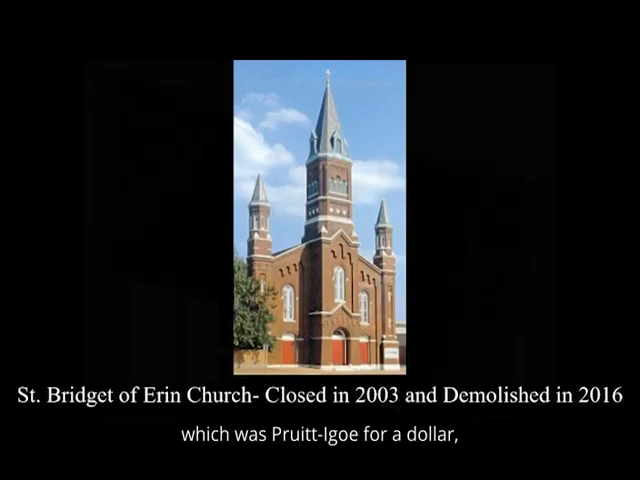 St. Bridget of Erin Church- Closed in 2003 and Demolished in 2016
which was Pruitt-Igoe for a dollar,